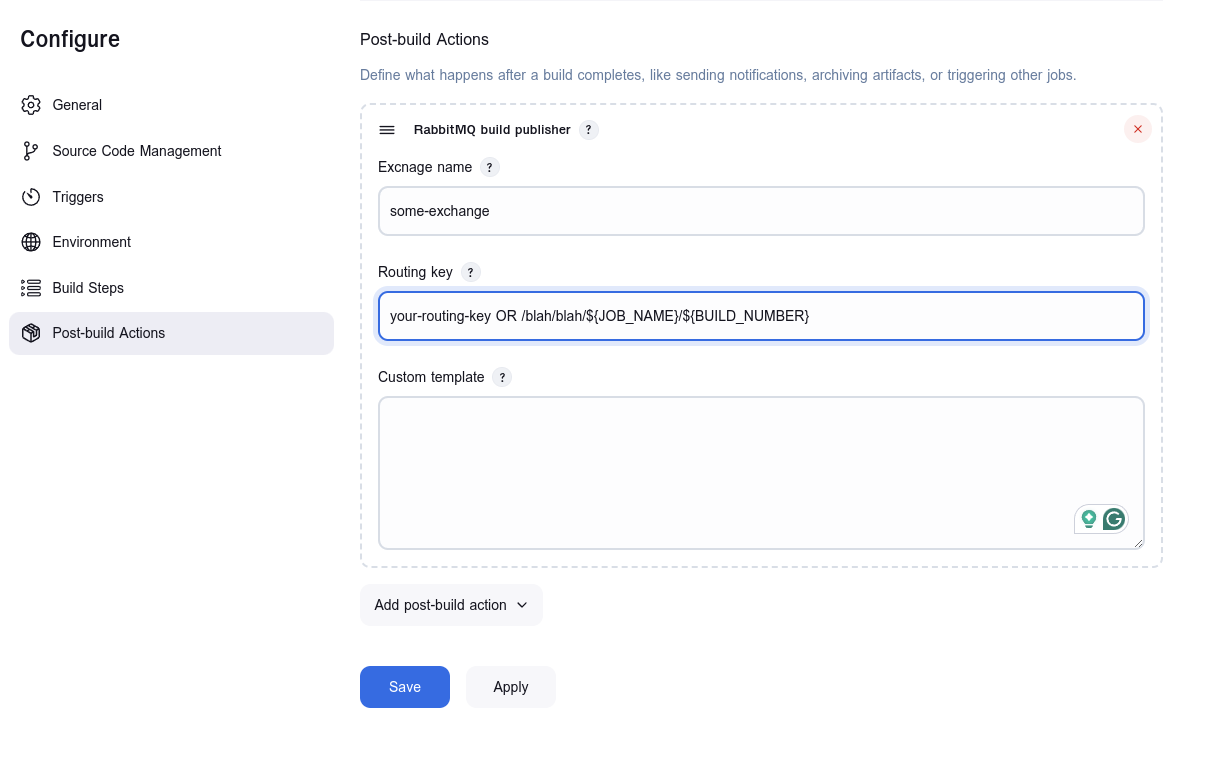 Configure
General
Source Code Management
Triggers
Environment
Build Steps
Post-build Actions
Post-build Actions
Define what happens after a build completes, like sending notifications, archiving artifacts, or triggering other jobs.
RabbitMQ build publisher ?
Excnage name ?
some-exchange
Routing key ?
your-routing-key OR /blah/blah/${JOB_NAME}/${BUILD_NUMBER}
Custom template ?
Add post-build action
Save
Apply